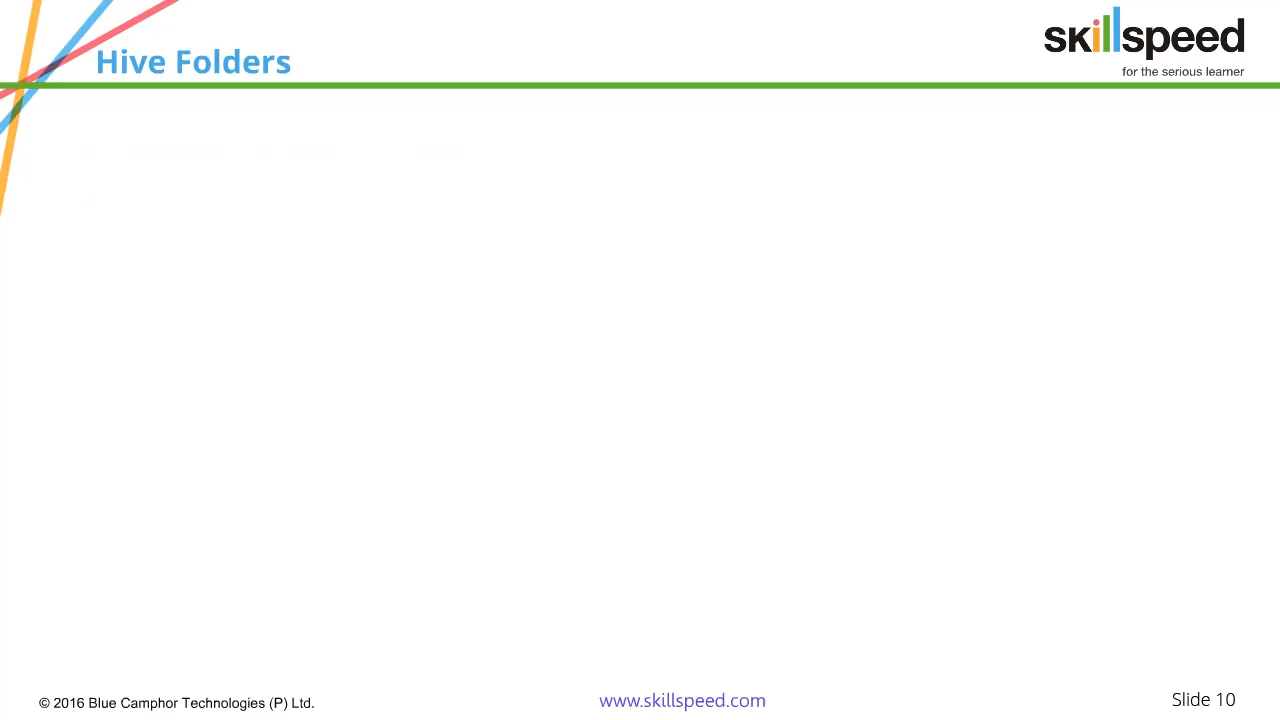 Hive Folders
skillspeed
for the serious learner
© 2016 Blue Camphor Technologies (P) Ltd.
www.skillspeed.com
Slide 10